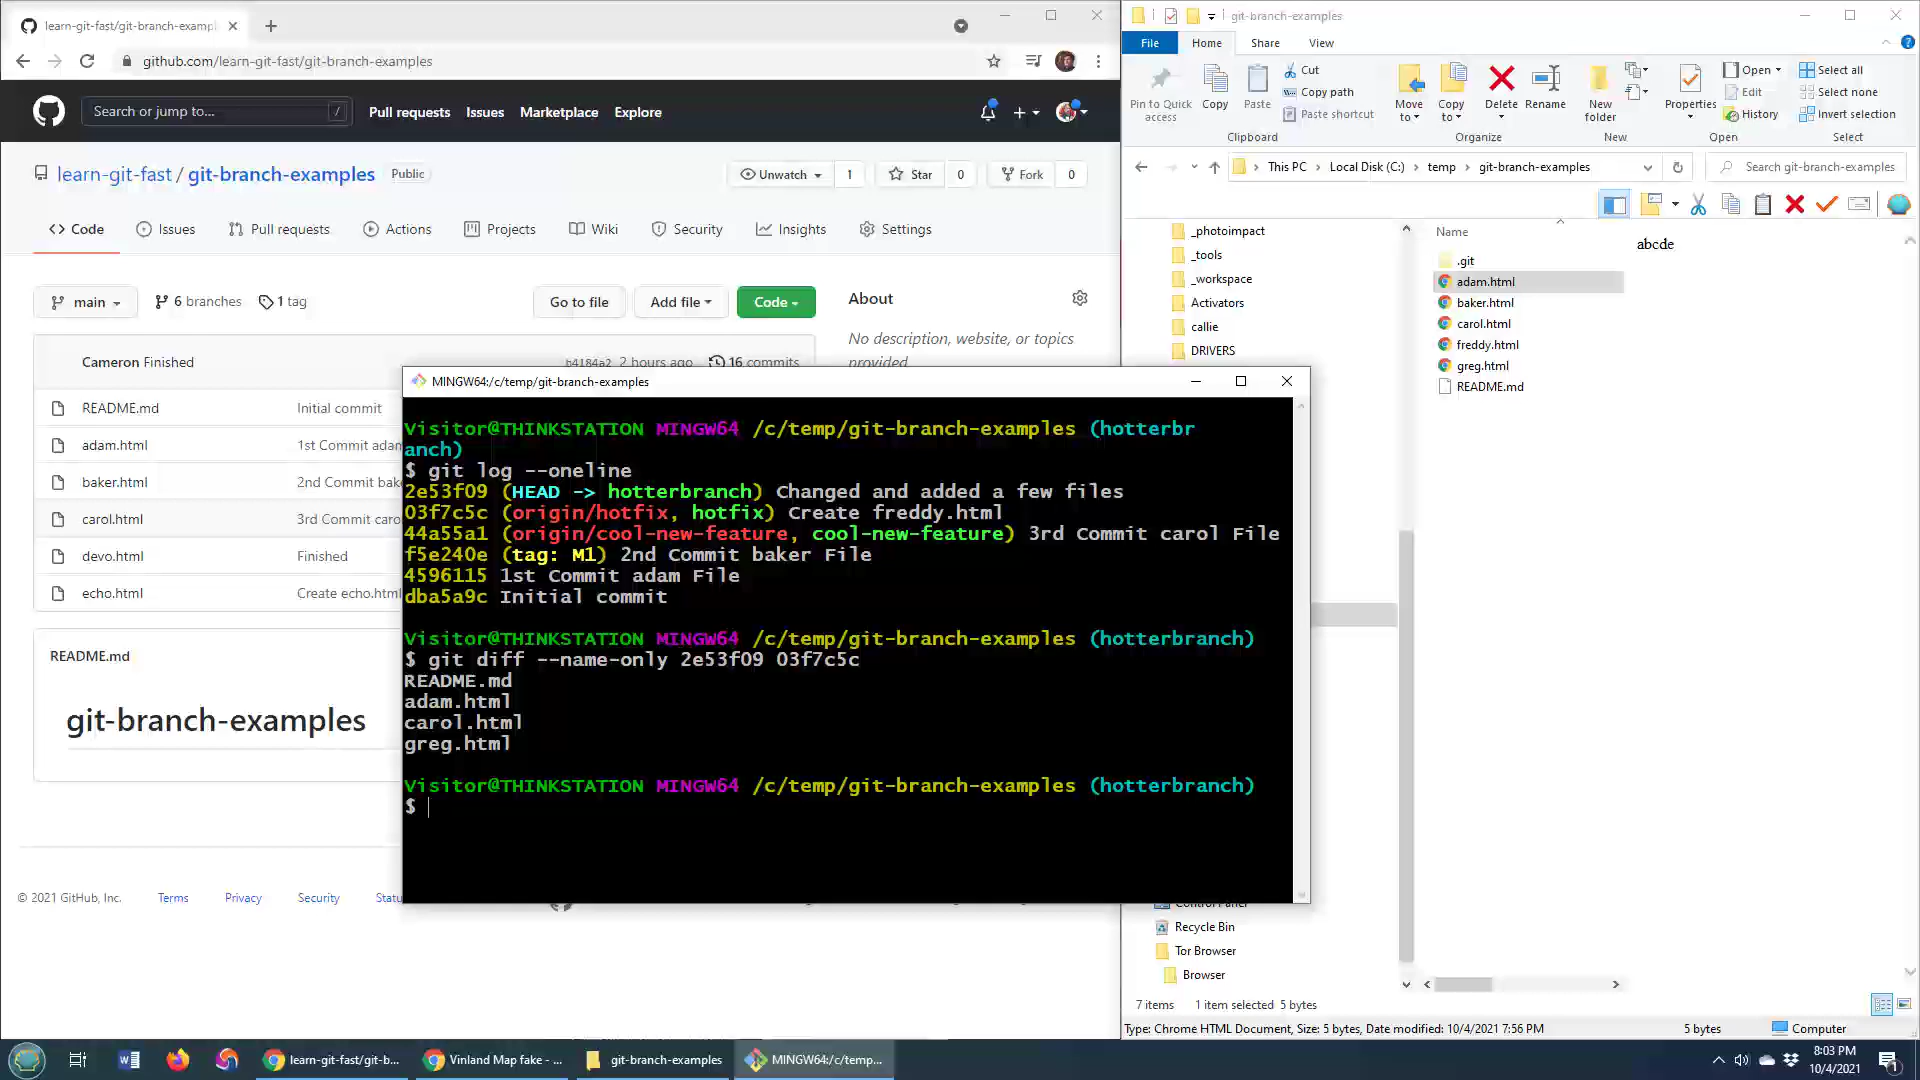 learn-git-fast/git-branch-exampl
github.com/learn-git-fast/git-branch-examples
Search or jump to...
/
Pull requests
Issues
Marketplace
Explore
learn-git-fast / git-branch-examples
Public
Unwatch
1
Star
0
Fork
0
Code
Issues
Pull requests
Actions
Projects
Wiki
Security
Insights
Settings
main
6 branches
1 tag
Go to file
Add file
Code
About
No description, website, or topics
provided
Cameron Finished
b4184a2
2 hours ago
16 commits
README.md
Initial commit
adam.html
1st Commit adam
baker.html
2nd Commit bake
carol.html
3rd Commit caro
devo.html
Finished
echo.html
Create echo.html
README.md
git-branch-examples
© 2021 GitHub, Inc.
Terms
Privacy
Security
Statu
MINGW64:/c/temp/git-branch-examples
Visitor@THINKSTATION MINGW64 /c/temp/git-branch-examples (hotterbr
anch)
$ git log --oneline
2e53f09 (HEAD -> hotterbranch) Changed and added a few files
03f7c5c (origin/hotfix, hotfix) Create freddy.html
44a55a1 (origin/cool-new-feature, cool-new-feature) 3rd Commit carol File
f5e240e (tag: M1) 2nd Commit baker File
4596115 1st Commit adam File
dba5a9c Initial commit
Visitor@THINKSTATION MINGW64 /c/temp/git-branch-examples (hotterbranch)
$ git diff --name-only 2e53f09 03f7c5c
README.md
adam.html
carol.html
greg.html
Visitor@THINKSTATION MINGW64 /c/temp/git-branch-examples (hotterbranch)
$
git-branch-examples
File
Home
Share
View
Pin to Quick
access
Copy
Paste
Cut
Copy path
Paste shortcut
Clipboard
Move
to
Copy
to
Delete
Rename
Organize
New
folder
New
Properties
Open
Edit
History
Open
Select all
Select none
Invert selection
Select
This PC
Local Disk (C:)
temp
git-branch-examples
Search git-branch-examples
_photoimpact
_tools
_workspace
Activators
callie
DRIVERS
Name
.git
adam.html
baker.html
carol.html
freddy.html
greg.html
README.md
abcde
Control Panel
Recycle Bin
Tor Browser
Browser
7 items
1 item selected 5 bytes
Type: Chrome HTML Document, Size: 5 bytes, Date modified: 10/4/2021 7:56 PM
5 bytes
Computer
learn-git-fast/git-b...
Vinland Map fake - ...
git-branch-examples
MINGW64:/c/temp...
8:03 PM
10/4/2021
1